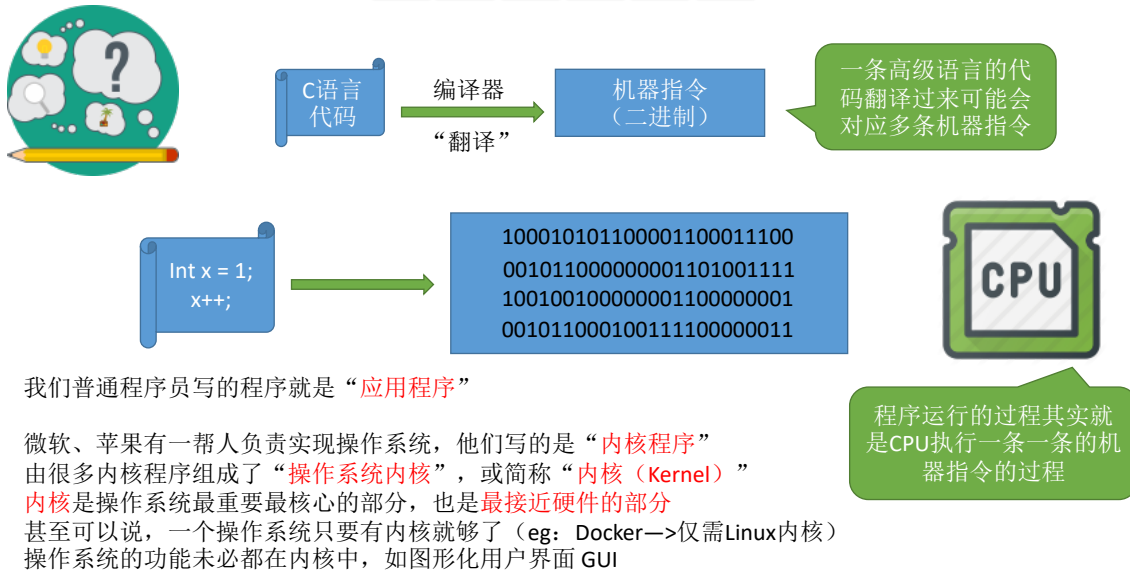 ?
C语言
代码
编译器
“翻译”
机器指令
（二进制）
一条高级语言的代
码翻译过来可能会
对应多条机器指令
Int x = 1;
x++;
100010101100001100011100
001011000000001101001111
100100100000001100000001
001011000100111100000011
CPU
程序运行的过程其实就
是CPU执行一条一条的机
器指令的过程
我们普通程序员写的程序就是“应用程序”
微软、苹果有一帮人负责实现操作系统，他们写的是“内核程序”
由很多内核程序组成了“操作系统内核”，或简称“内核（Kernel）”
内核是操作系统最重要最核心的部分，也是最接近硬件的部分
甚至可以说，一个操作系统只要有内核就够了（eg：Docker—>仅需Linux内核）
操作系统的功能未必都在内核中，如图形化用户界面 GUI